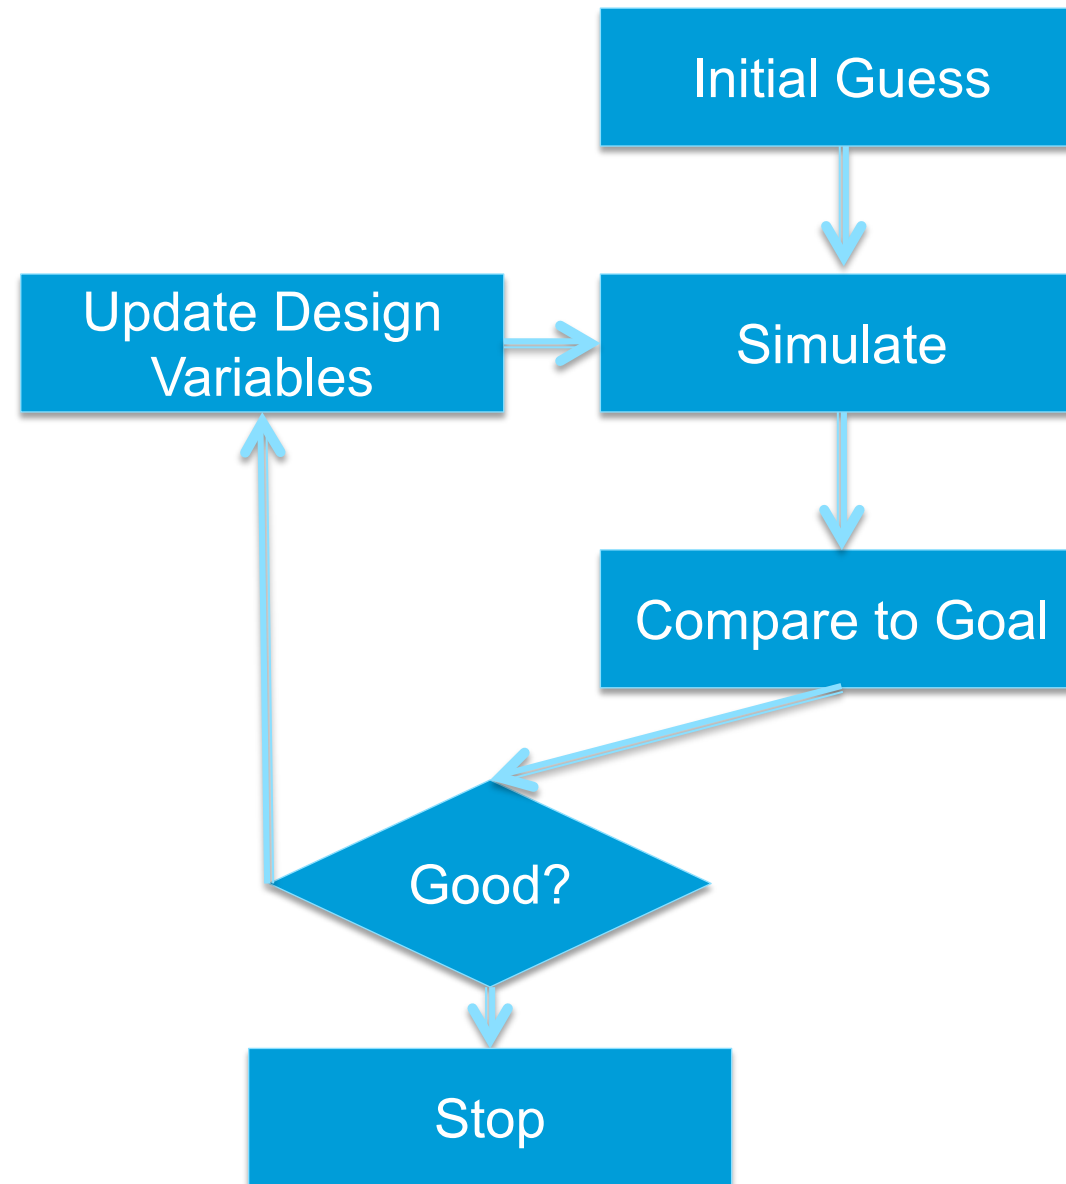 Initial Guess
Update Design
Variables
Simulate
Compare to Goal
Good?
Stop